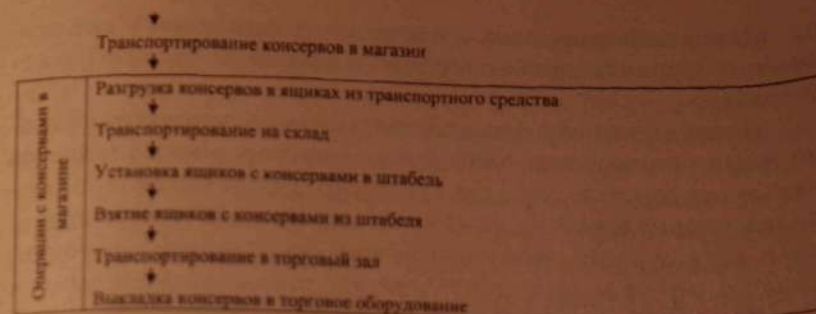 Транспортирование консервов в магазин
Операции с консервами в
магазине
Разгрузка консервов в ящиках из транспортного средства
Транспортирование на склад
Установка ящиков с консервами в штабель
Взятие ящиков с консервами из штабеля
Транспортирование в торговый зал
Выкладка консервов в торговое оборудование